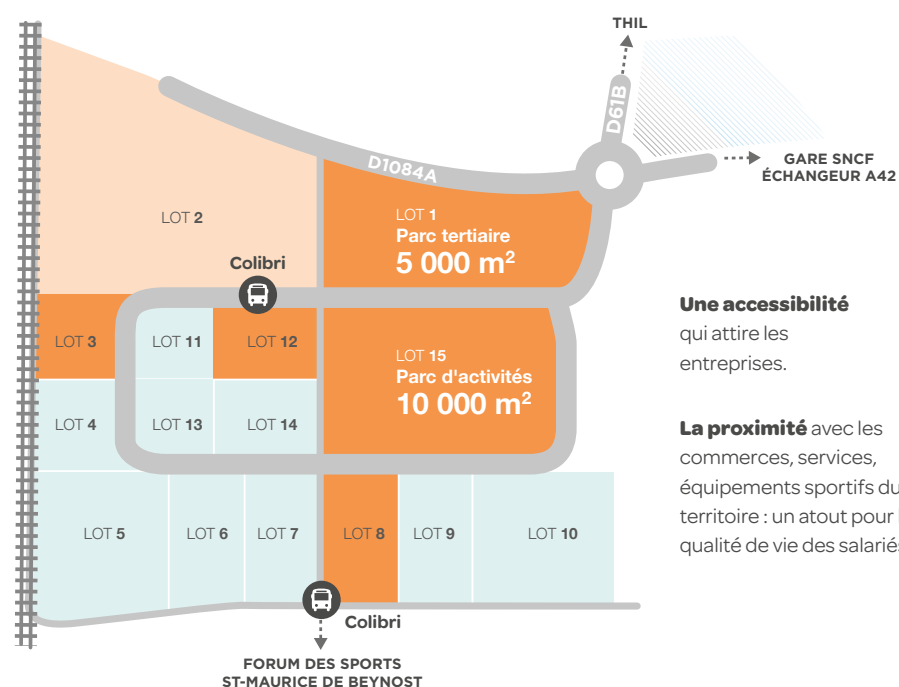 THIL
D61B
D1084A
GARE SNCF
ÉCHANGEUR A42
LOT 1
Parc tertiaire
5 000 m²
LOT 2
Colibri
LOT 3
LOT 11
LOT 12
LOT 15
Parc d'activités
10 000 m²
LOT 4
LOT 13
LOT 14
LOT 5
LOT 6
LOT 7
LOT 8
LOT 9
LOT 10
Colibri
FORUM DES SPORTS
ST-MAURICE DE BEYNOST
Une accessibilité
qui attire les
entreprises.
La proximité avec les
commerces, services,
équipements sportifs du
territoire : un atout pour
qualité de vie des salarié